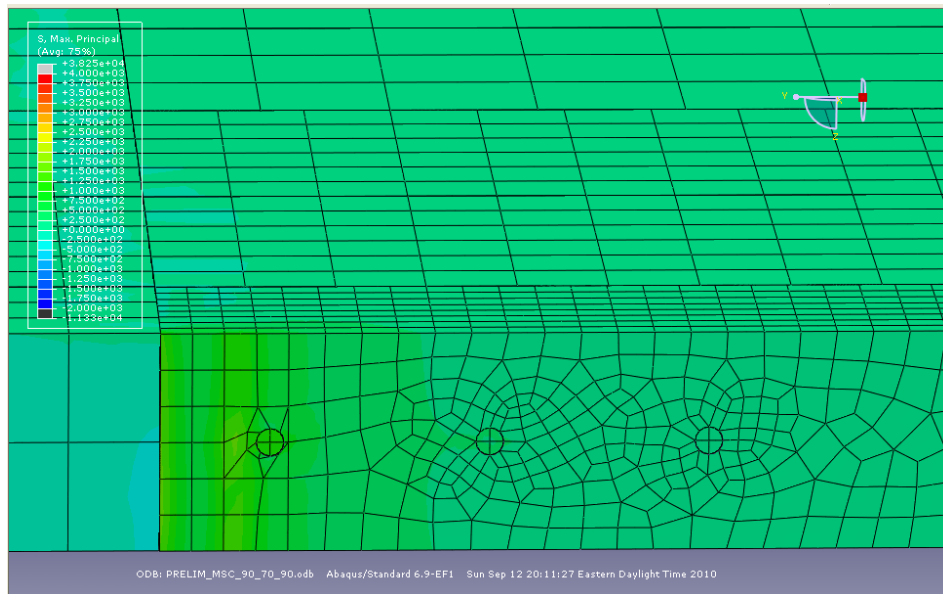 S, Max. Principal
(Avg: 75%)
+3.825e+04
+4.000e+03
+3.750e+03
+3.500e+03
+3.250e+03
+3.000e+03
+2.750e+03
+2.500e+03
+2.250e+03
+2.000e+03
+1.750e+03
+1.500e+03
+1.250e+03
+1.000e+03
+7.500e+02
+5.000e+02
+2.500e+02
+0.000e+00
-2.500e+02
-5.000e+02
-7.500e+02
-1.000e+03
-1.250e+03
-1.500e+03
-1.750e+03
-2.000e+03
-1.133e+04
Y
X
Z
ODB: PRELIM_MSC_90_70_90.odb Abaqus/Standard 6.9-EF1 Sun Sep 12 20:11:27 Eastern Daylight Time 2010